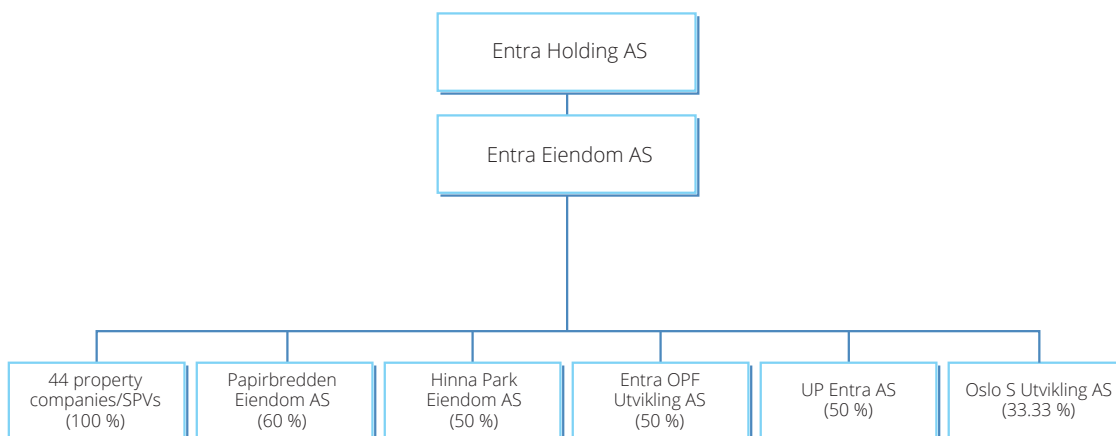 Entra Holding AS
Entra Eiendom AS
44 property
companies/SPVs
(100 %)
Papirbredden
Eiendom AS
(60 %)
Hinna Park
Eiendom AS
(50 %)
Entra OPF
Utvikling AS
(50 %)
UP Entra AS
(50 %)
Oslo S Utvikling AS
(33.33 %)